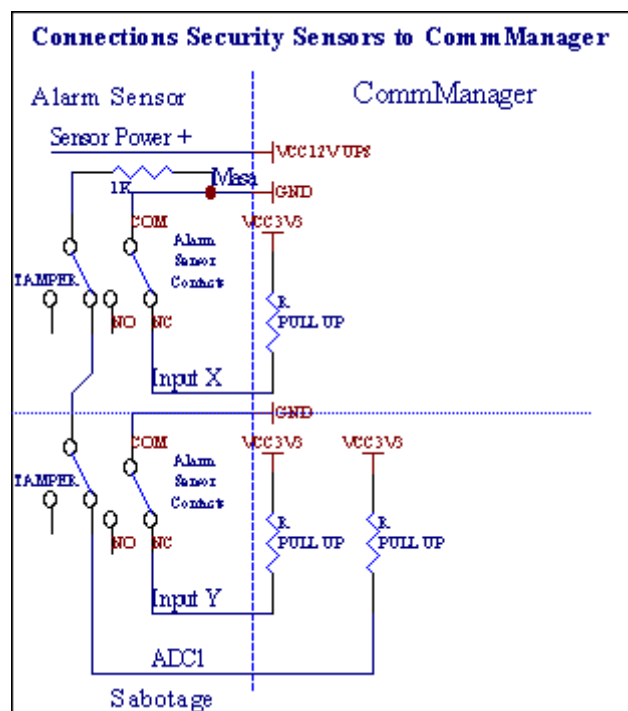 Connections Security Sensors to CommManager
Alarm Sensor
CommManager
Sensor Power +
VCC12V UPS
1K
Masa
GND
COM
VCC3V3
Alarm
Sensor
Contacts
TAMPER
NO
NC
R
PULL UP
Input X
GND
COM
VCC3V3
VCC3V3
Alarm
Sensor
Contacts
TAMPER
NO
NC
R
PULL UP
R
PULL UP
Input Y
ADC1
Sabotage